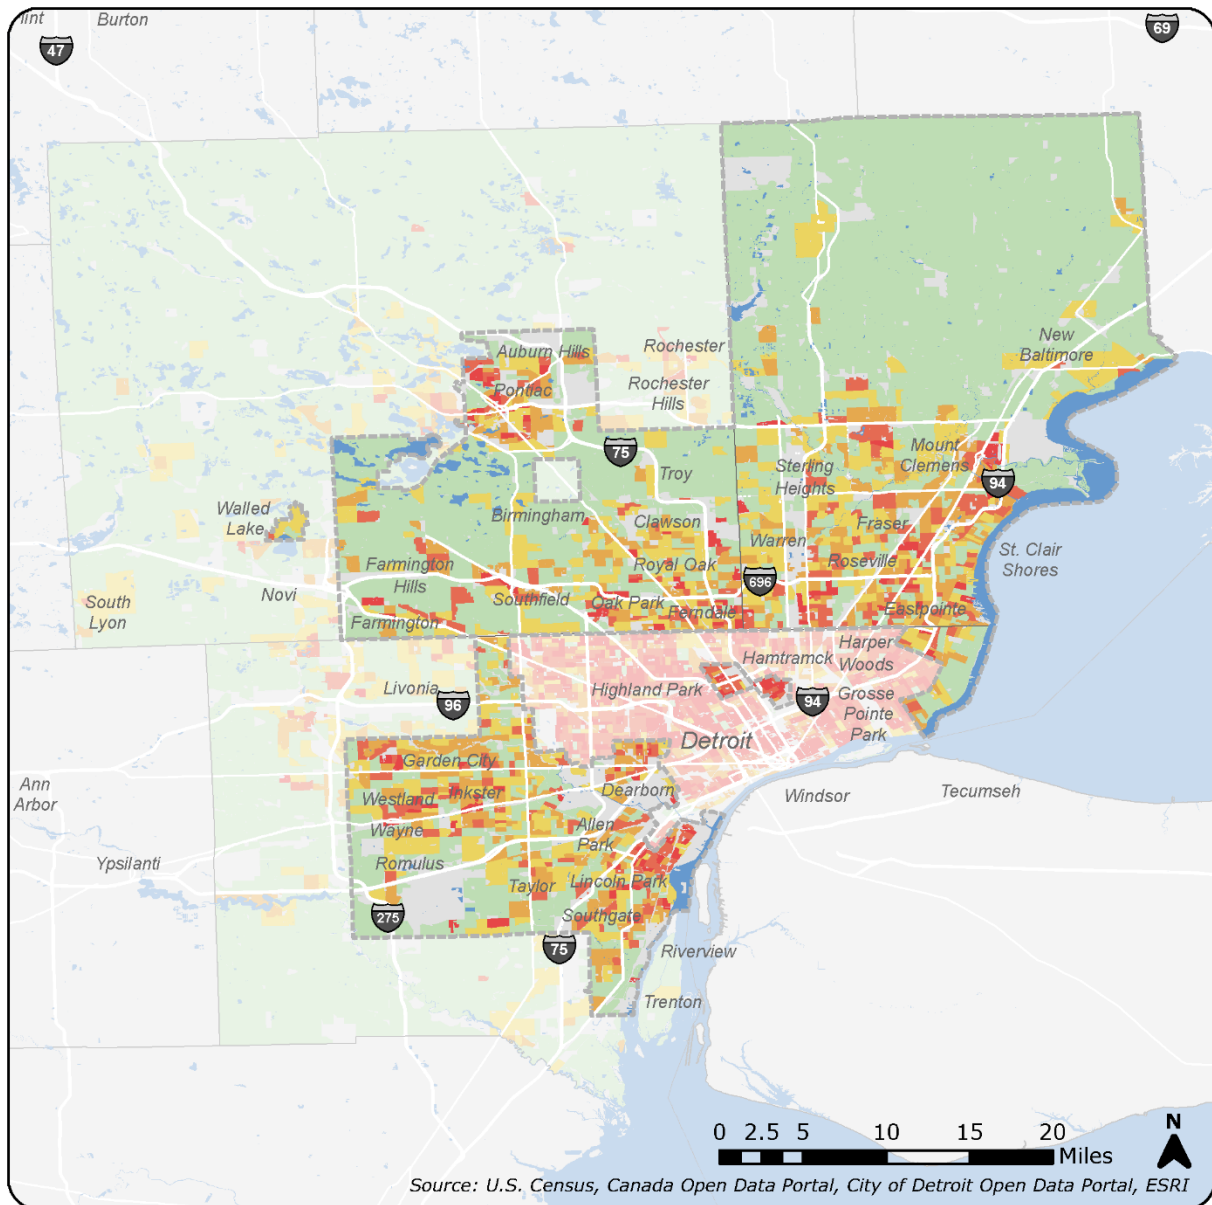 lint
Burton
47
69
New
Baltimore
Auburn Hills
Rochester
Pontiac
Rochester
Hills
75
Troy
Sterling
Heights
Mount
Clemens
94
Walled
Lake
Birmingham
Clawson
Fraser
Warren
St. Clair
Shores
Farmington
Hills
Royal Oak
Roseville
696
Novi
South
Lyon
Southfield
Oak Park
Ferndale
Eastpointe
Farmington
Hamtramck
Harper
Woods
Livonia
Highland Park
96
94
Grosse
Pointe
Park
Detroit
Garden City
Ann
Arbor
Westland
Inkster
Dearborn
Windsor
Tecumseh
Wayne
Allen
Park
Ypsilanti
Romulus
Taylor
Lincoln Park
275
Southgate
75
Riverview
Trenton
0 2.5 5 10 15 20
Miles
N
Source: U.S. Census, Canada Open Data Portal, City of Detroit Open Data Portal, ESRI